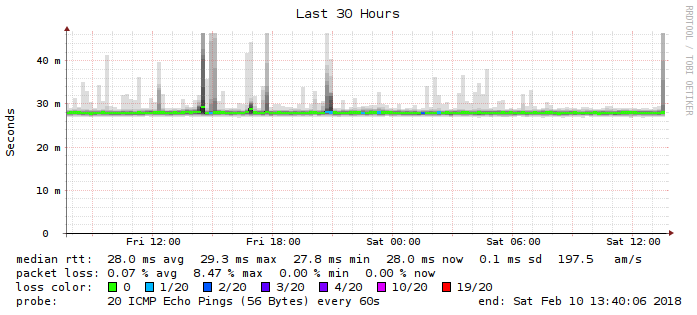 Last 30 Hours
RRDTOOL / TOBI OETIKER
Seconds
40 m
30 m
20 m
10 m
0
Fri 12:00 Fri 18:00 Sat 00:00 Sat 06:00 Sat 12:00
median rtt: 28.0 ms avg 29.3 ms max 27.8 ms min 28.0 ms now 0.1 ms sd 197.5 am/s
packet loss: 0.07 % avg 8.47 % max 0.00 % min 0.00 % now
loss color: 0 1/20 2/20 3/20 4/20 10/20 19/20
probe: 20 ICMP Echo Pings (56 Bytes) every 60s end: Sat Feb 10 13:40:06 2018